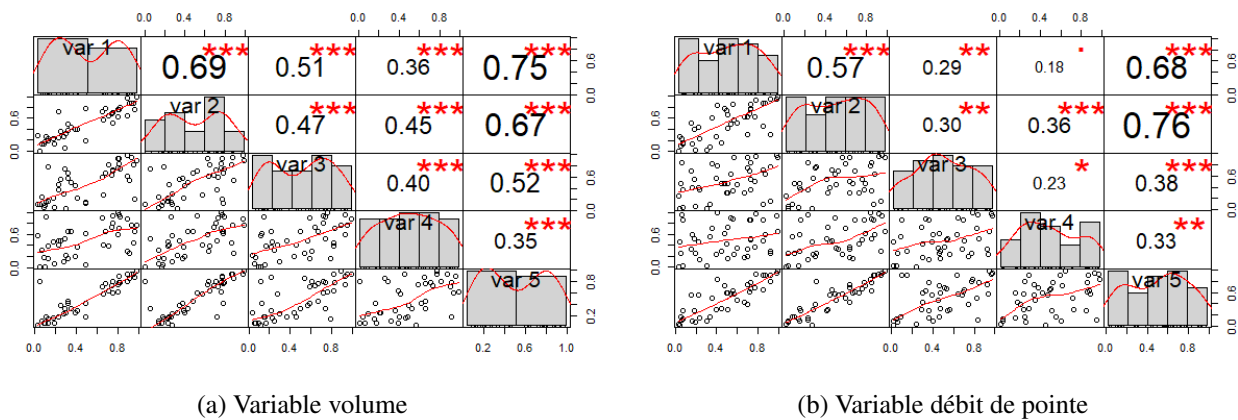 0.0 0.4 0.8 0.0 0.4 0.8
var 1 0.69 *** 0.51 *** 0.36 *** 0.75 *** 0.0 0.6
0.0 0.6 var 2 0.47 *** 0.45 *** 0.67 ***
var 3 0.40 *** 0.52 *** 0.0 0.6
0.0 0.6 var 4 0.35 ***
var 5 0.2 0.8
0.0 0.4 0.8 0.0 0.4 0.8 0.2 0.6 1.0
(a) Variable volume
0.0 0.4 0.8 0.0 0.4 0.8
var 1 0.57 *** 0.29 ** 0.18 . 0.68 *** 0.0 0.6
0.0 0.6 var 2 0.30 ** 0.36 *** 0.76 ***
var 3 0.23 * 0.38 *** 0.0 0.6
0.0 0.6 var 4 0.33 **
var 5 0.0 0.6
0.0 0.4 0.8 0.0 0.4 0.8 0.0 0.4 0.8
(b) Variable débit de pointe